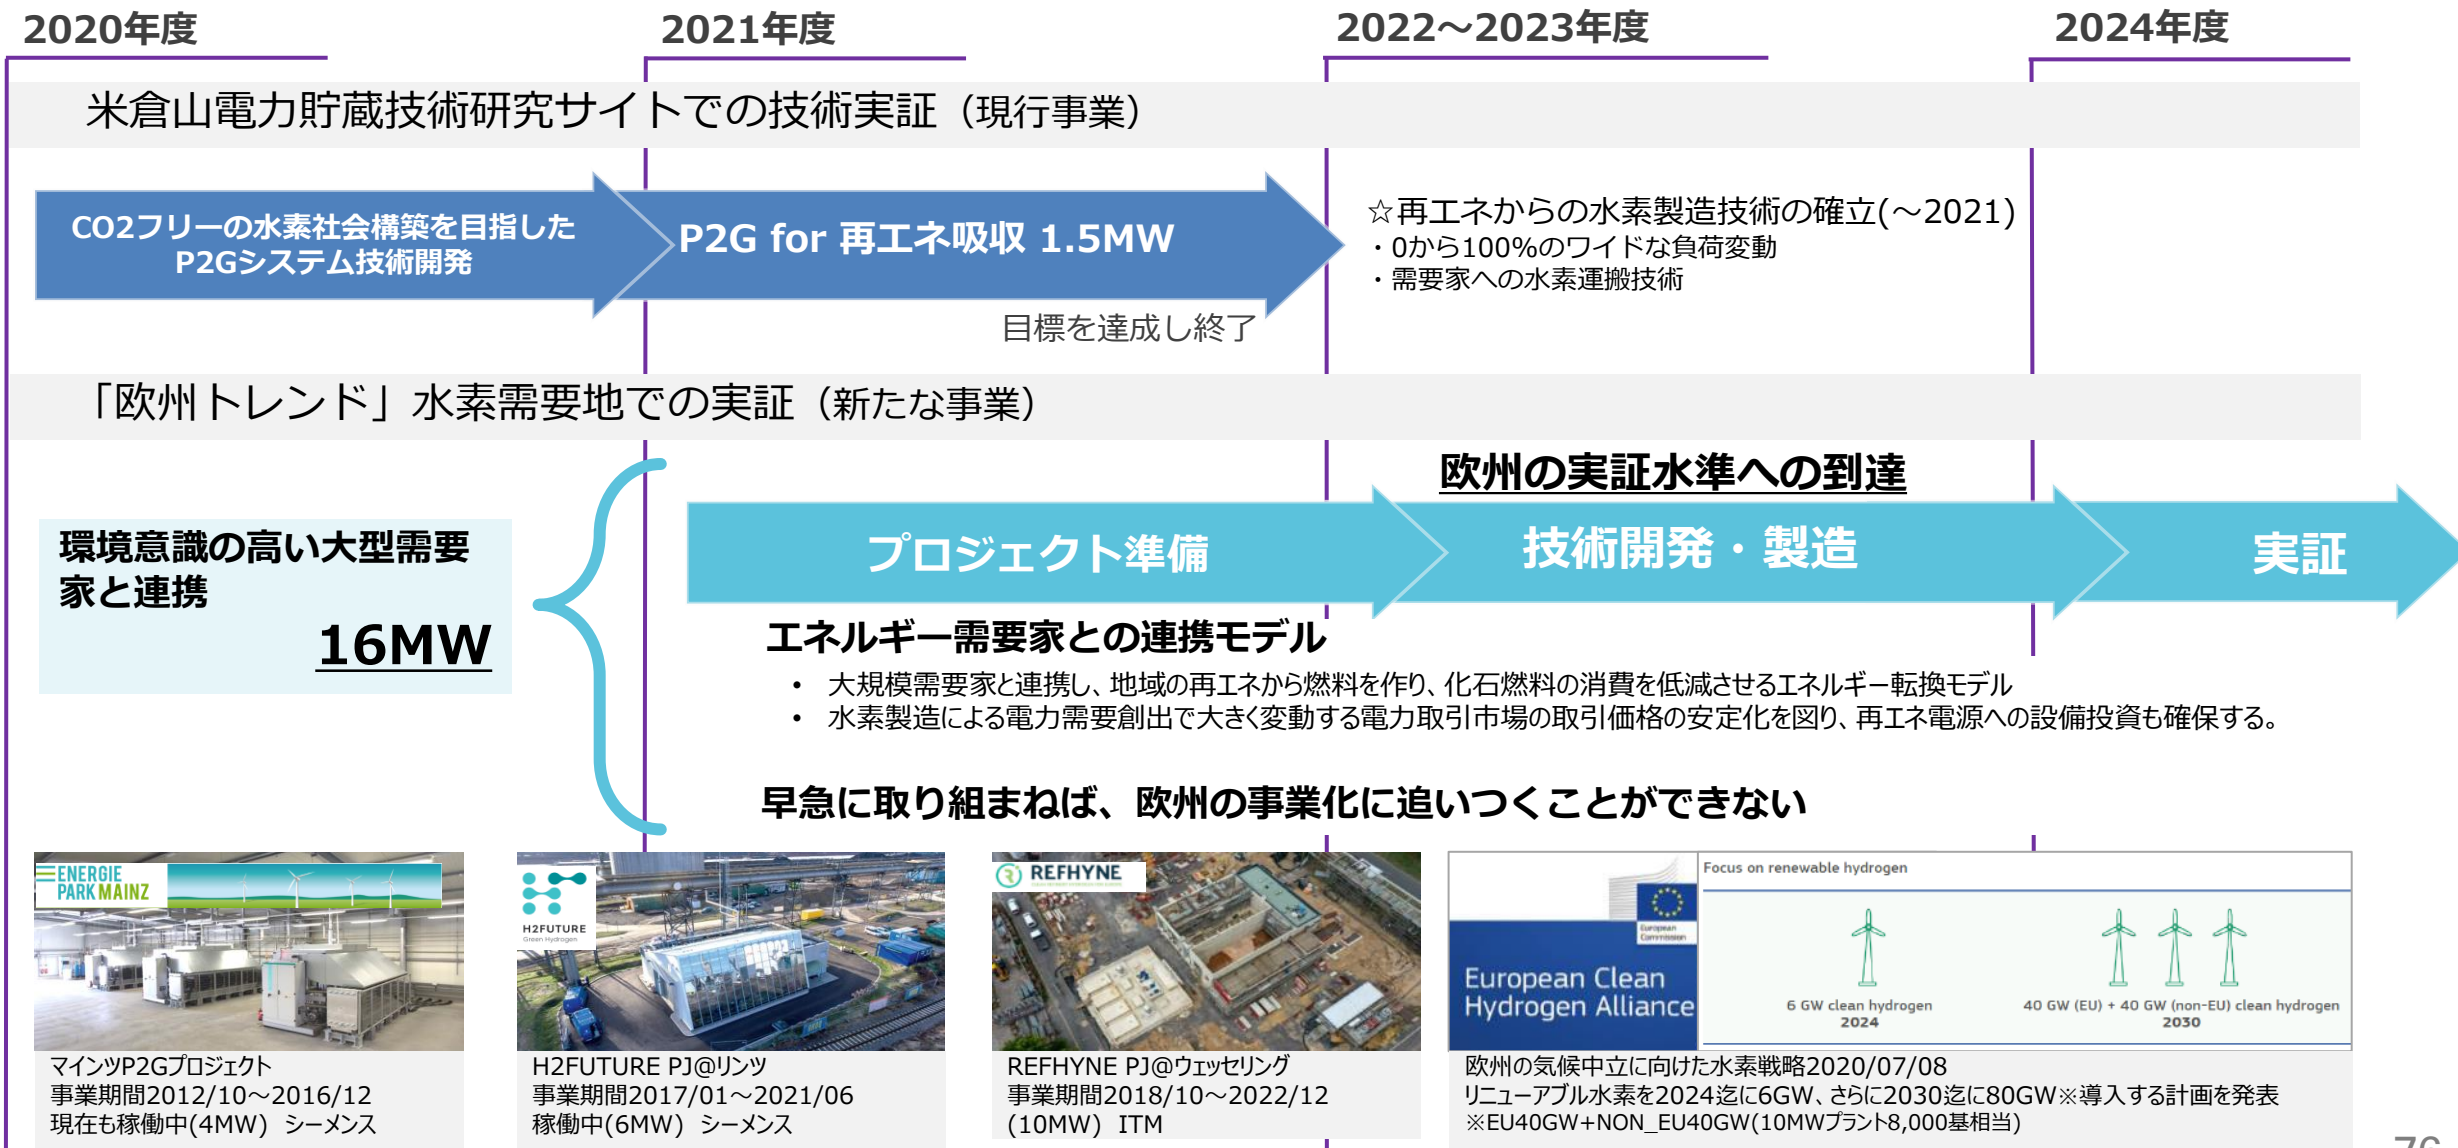 2020年度
2021年度
2022～2023年度
2024年度
米倉山電力貯蔵技術研究サイトでの技術実証（現行事業）
CO2フリーの水素社会構築を目指した
P2Gシステム技術開発
P2G for 再エネ吸収 1.5MW
☆再エネからの水素製造技術の確立(～2021)
・0から100%のワイドな負荷変動
・需要家への水素運搬技術
目標を達成し終了
「欧州トレンド」水素需要地での実証（新たな事業）
欧州の実証水準への到達
環境意識の高い大型需要
家と連携
16MW
プロジェクト準備
技術開発・製造
実証
エネルギー需要家との連携モデル
• 大規模需要家と連携し、地域の再エネから燃料を作り、化石燃料の消費を低減させるエネルギー転換モデル
• 水素製造による電力需要創出で大きく変動する電力取引市場の取引価格の安定化を図り、再エネ電源への設備投資も確保する。
早急に取り組まねば、欧州の事業化に追いつくことができない
ENERGIE
PARK MAINZ
マインツP2Gプロジェクト
事業期間2012/10～2016/12
現在も稼働中(4MW) シーメンス
H2FUTURE
Green Hydrogen
H2FUTURE PJ@リンツ
事業期間2017/01～2021/06
稼働中(6MW) シーメンス
REFHYNE
REFHYNE PJ@ウェッセリング
事業期間2018/10～2022/12
(10MW) ITM
European
Commission
European Clean
Hydrogen Alliance
Focus on renewable hydrogen
6 GW clean hydrogen
2024
40 GW (EU) + 40 GW (non-EU) clean hydrogen
2030
欧州の気候中立に向けた水素戦略2020/07/08
リニューアブル水素を2024迄に6GW、さらに2030迄に80GW※導入する計画を発表
※EU40GW+NON_EU40GW(10MWプラント8,000基相当)